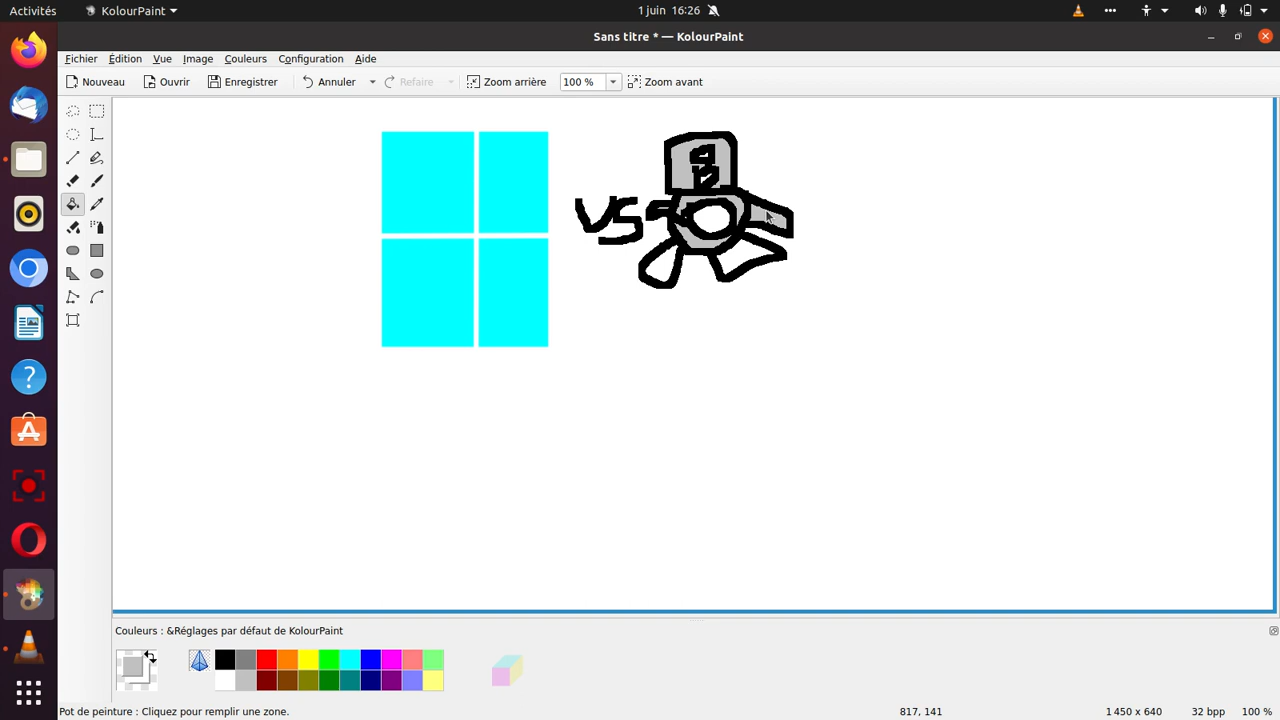 Activités
KolourPaint
1 juin 16:26
Sans titre * — KolourPaint
Fichier Édition Vue Image Couleurs Configuration Aide
Nouveau Ouvrir Enregistrer Annuler Refaire Zoom arrière 100 % Zoom avant
VS
Couleurs : &Réglages par défaut de KolourPaint
Pot de peinture : Cliquez pour remplir une zone. 817, 141 1 450 x 640 32 bpp 100 %